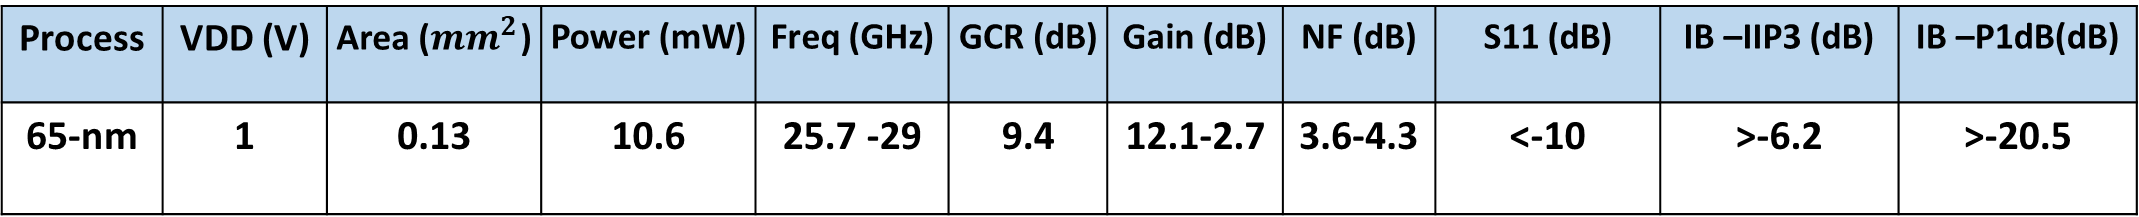 Process VDD (V) Area (mm²) Power (mW) Freq (GHz) GCR (dB) Gain (dB) NF (dB) S11 (dB) IB –IIP3 (dB) IB –P1dB(dB)
65-nm 1 0.13 10.6 25.7 -29 9.4 12.1-2.7 3.6-4.3 <-10 >-6.2 >-20.5